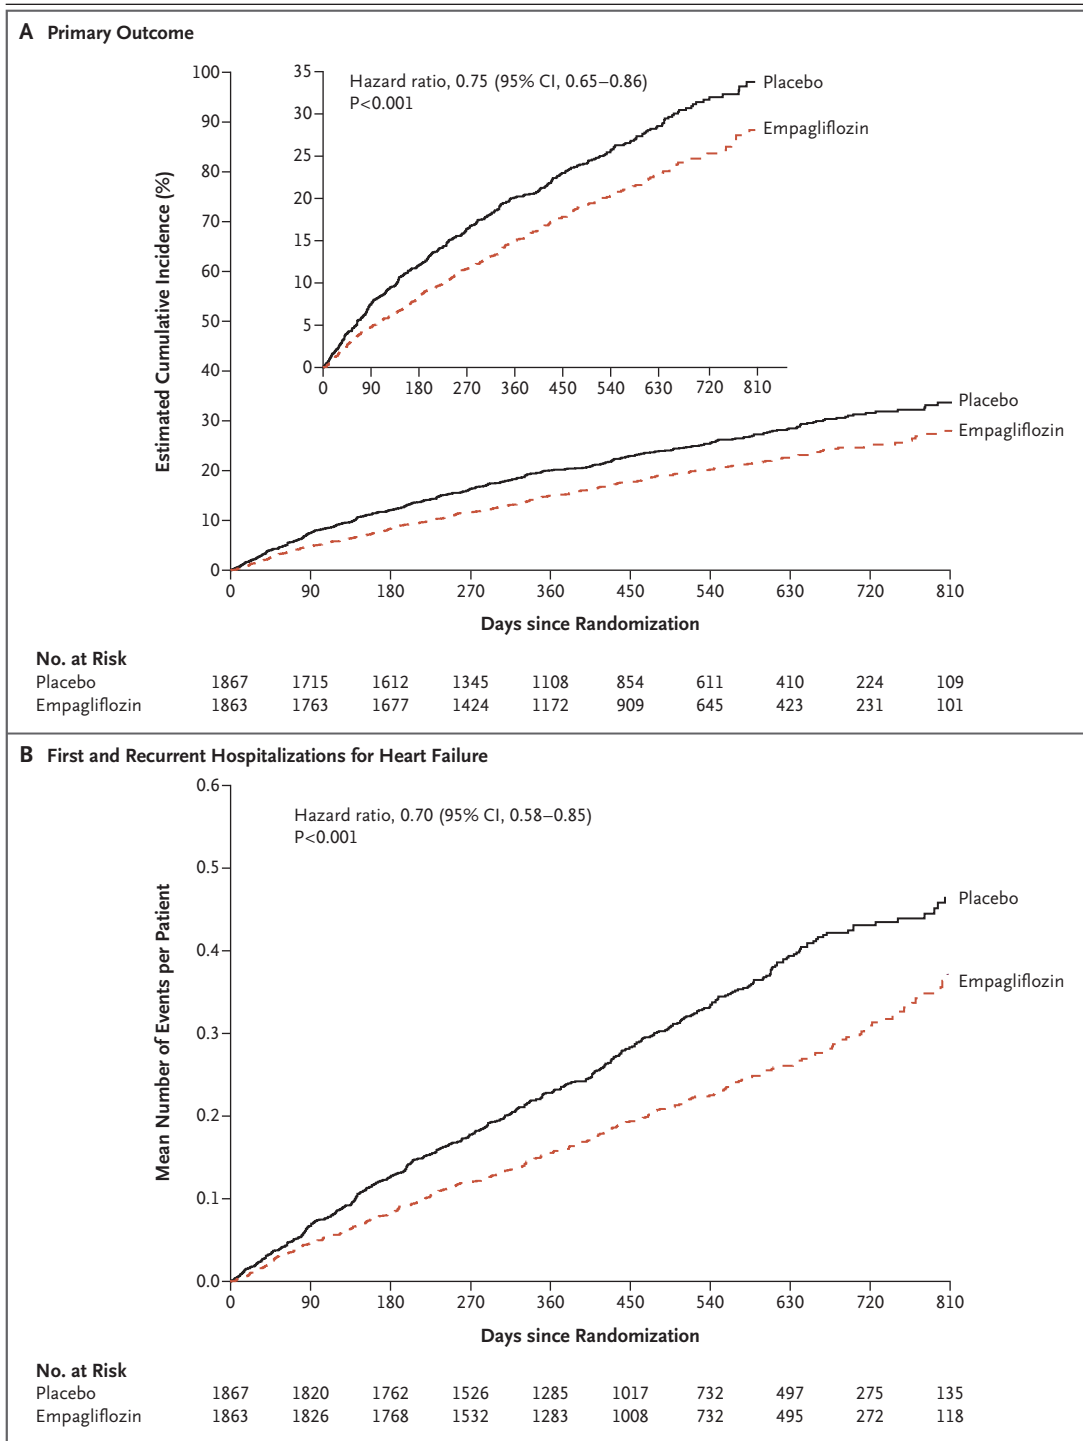 A Primary Outcome
Estimated Cumulative Incidence (%)
100
90
80
70
60
50
40
30
20
10
0
35
30
25
20
15
10
5
0
Hazard ratio, 0.75 (95% CI, 0.65–0.86)
P<0.001
Placebo
Empagliflozin
0 90 180 270 360 450 540 630 720 810
Placebo
Empagliflozin
0 90 180 270 360 450 540 630 720 810
Days since Randomization
No. at Risk
Placebo 1867 1715 1612 1345 1108 854 611 410 224 109
Empagliflozin 1863 1763 1677 1424 1172 909 645 423 231 101
B First and Recurrent Hospitalizations for Heart Failure
Mean Number of Events per Patient
0.6
0.5
0.4
0.3
0.2
0.1
0.0
Hazard ratio, 0.70 (95% CI, 0.58–0.85)
P<0.001
Placebo
Empagliflozin
0 90 180 270 360 450 540 630 720 810
Days since Randomization
No. at Risk
Placebo 1867 1820 1762 1526 1285 1017 732 497 275 135
Empagliflozin 1863 1826 1768 1532 1283 1008 732 495 272 118